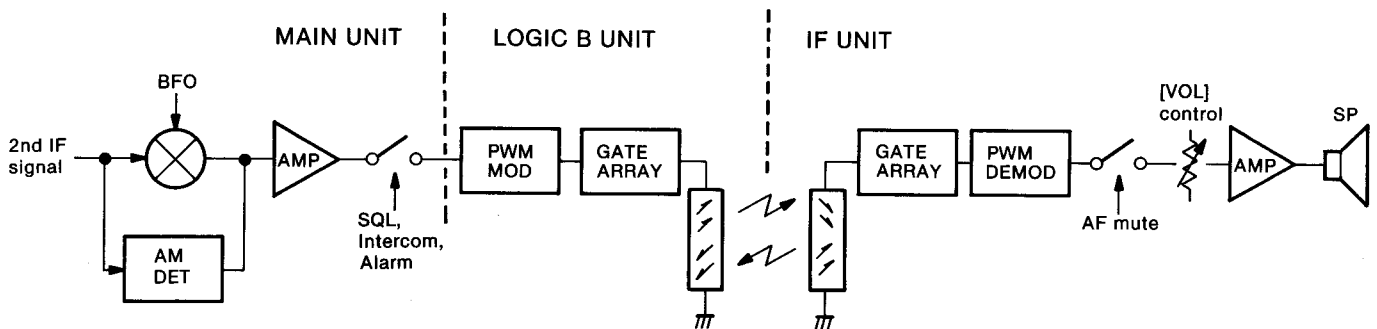 MAIN UNIT
LOGIC B UNIT
IF UNIT
BFO
2nd IF
signal
AMP
SQL,
Intercom,
Alarm
AM
DET
PWM
MOD
GATE
ARRAY
GATE
ARRAY
PWM
DEMOD
AF mute
[VOL]
control
AMP
SP